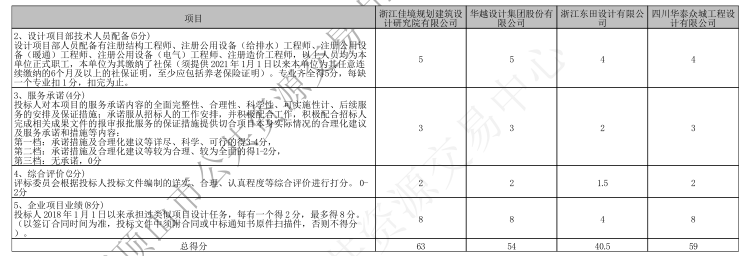 项目
浙江佳境规划建筑设
计研究院有限公司
华越设计集团股份有
限公司
浙江东田设计有限公
司
四川华泰众城工程设
计有限公司
2、设计项目部技术人员配备(5分)
设计项目部人员配备有注册结构工程师、注册公用设备（给排水）工程师、注册公用设
备（暖通）工程师、注册公用设备（电气）工程师、注册造价工程师，以上人员均为本
单位正式职工，本单位为其缴纳了社保（须提供 2021 年 1 月 1 日以来本单位为其任意连
续缴纳的6个月及以上的社保证明，至少应包括养老保险证明）。专业齐全得5分，每缺
一个专业扣 1 分，扣完为止。
5
5
4
4
3、服务承诺(4分)
投标人对本项目的服务承诺内容的全面完整性、合理性、科学性、可实施性计、后续服
务的安排及保证措施；承诺服从招标人的工作安排，并积极配合工作，积极配合招标人
完成相关成果文件的报审报批服务的保证措施提供切合项目本身实际情况的合理化建议
及服务承诺和措施等内容：
第一档：承诺措施及合理化建议等详尽、科学、可行的得3-4分，
第二档：承诺措施及合理化建议等较为合理、较为全面的得1-2分，
第三档：无承诺，0分
3
3
2
3
4、综合评价(2分)
评标委员会根据投标人投标文件编制的详实、合理、认真程度等综合评价进行打分。 0-
2分
2
2
1.5
2
5、企业项目业绩(8分)
投标人 2018 年 1 月 1 日以来承担过类似项目设计任务，每有一个得 2 分，最多得 8 分。
（以签订合同时间为准，投标文件中须附合同或中标通知书原件扫描件，否则不得分
）。
8
8
4
8
总得分
63
54
40.5
59